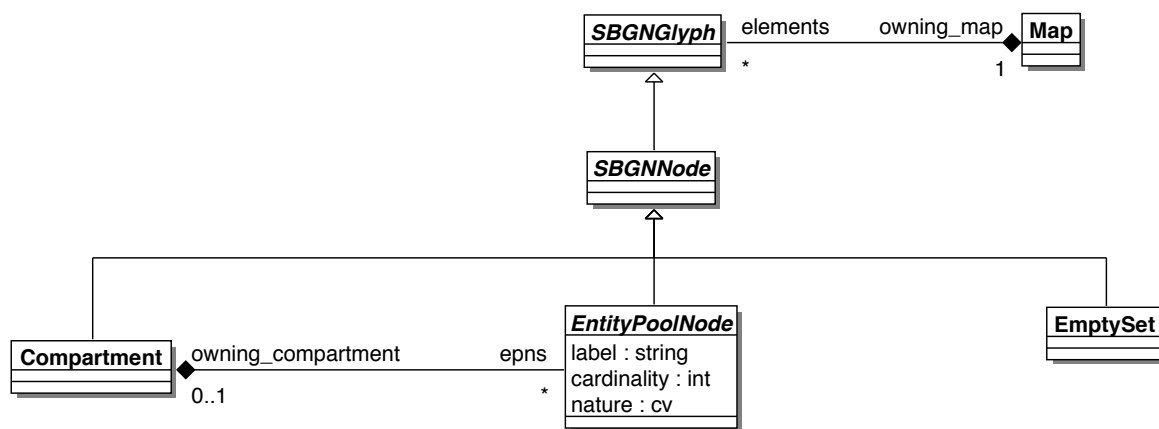 SBGNGlyph
elements
owning_map
Map
*
1
SBGNNode
EntityPoolNode
label : string
cardinality : int
nature : cv
EmptySet
Compartment
owning_compartment
epns
0..1
*